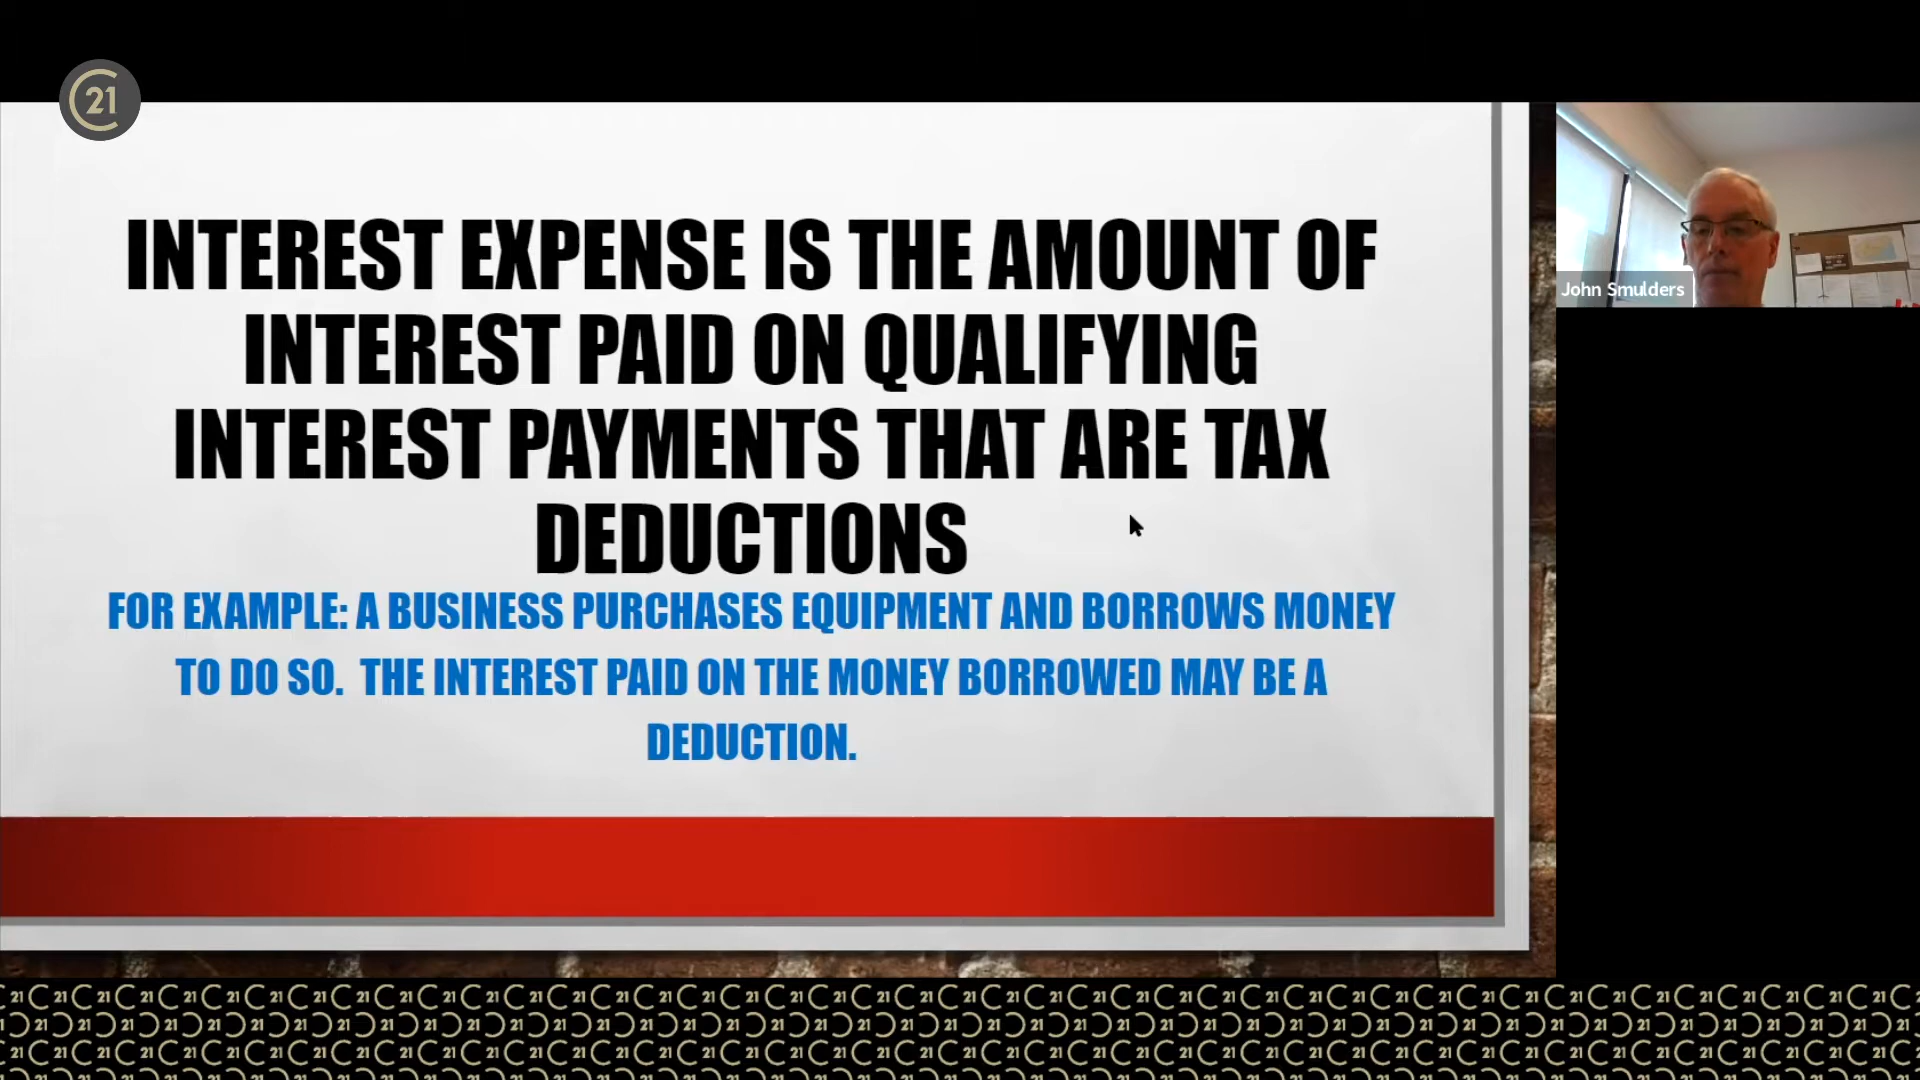 21
INTEREST EXPENSE IS THE AMOUNT OF
INTEREST PAID ON QUALIFYING
INTEREST PAYMENTS THAT ARE TAX
DEDUCTIONS
FOR EXAMPLE: A BUSINESS PURCHASES EQUIPMENT AND BORROWS MONEY
TO DO SO. THE INTEREST PAID ON THE MONEY BORROWED MAY BE A
DEDUCTION.
John Smulders